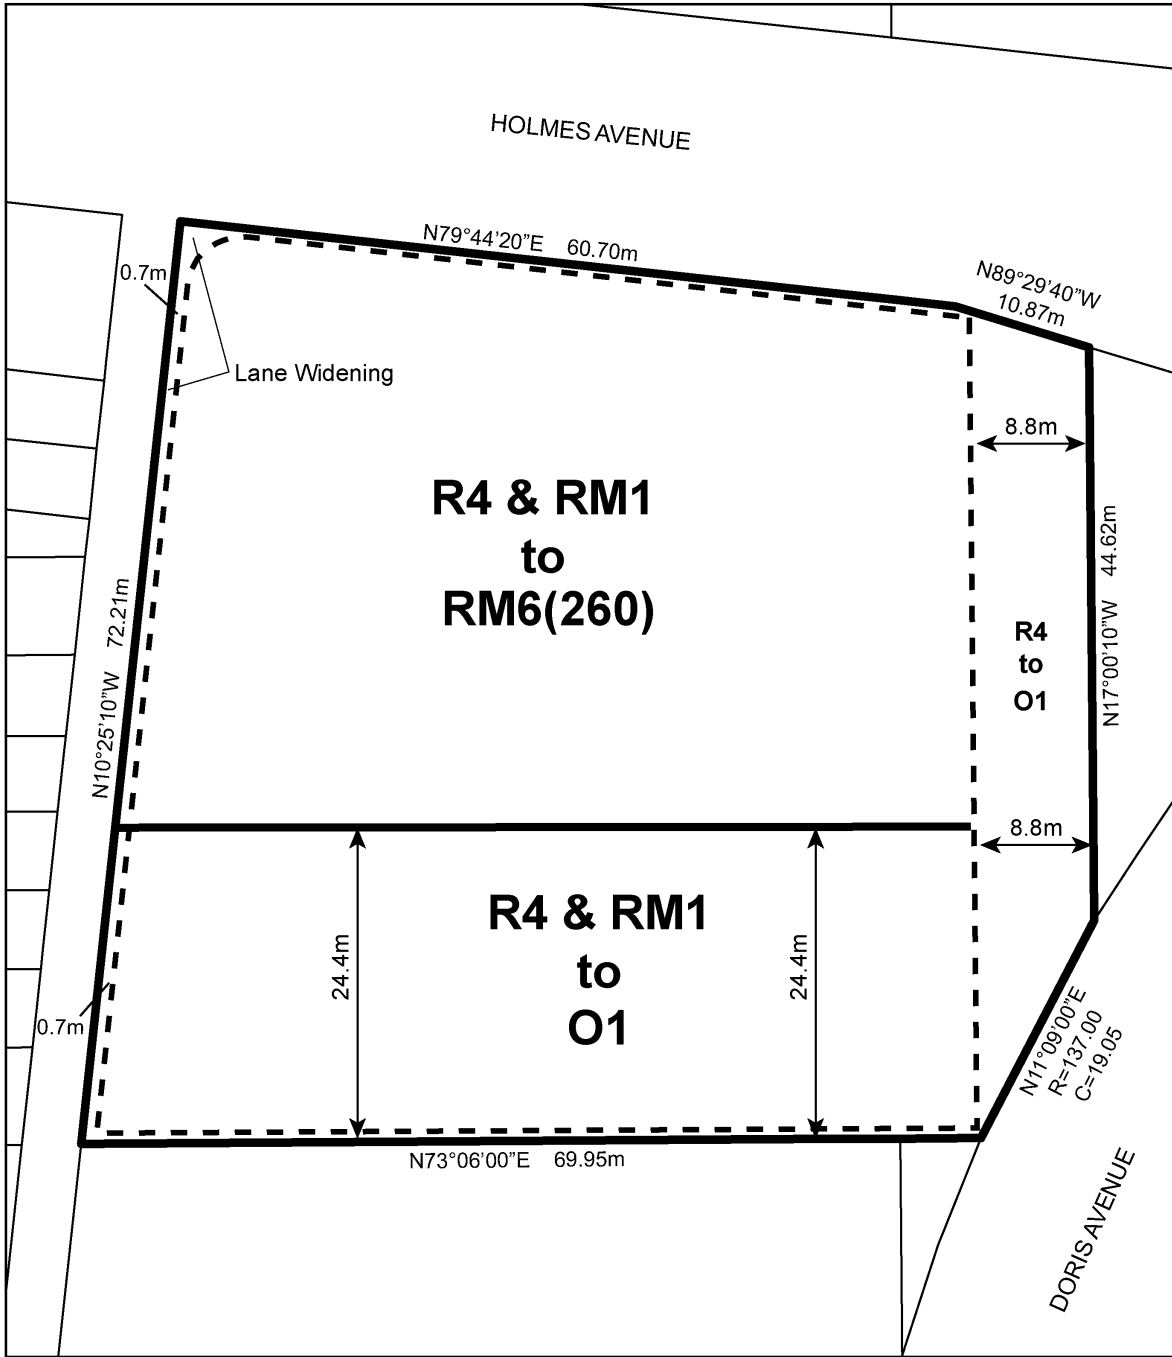 HOLMES AVENUE
N79°44'20"E 60.70m
N89°29'40"W
10.87m
0.7m
Lane Widening
8.8m
R4 & RM1
to
RM6(260)
N10°25'10"W 72.21m
N17°00'10"W 44.62m
R4
to
O1
8.8m
R4 & RM1
to
O1
24.4m
24.4m
0.7m
N11°09'00"E
R=137.00
C=19.05
N73°06'00"E 69.95m
DORIS AVENUE